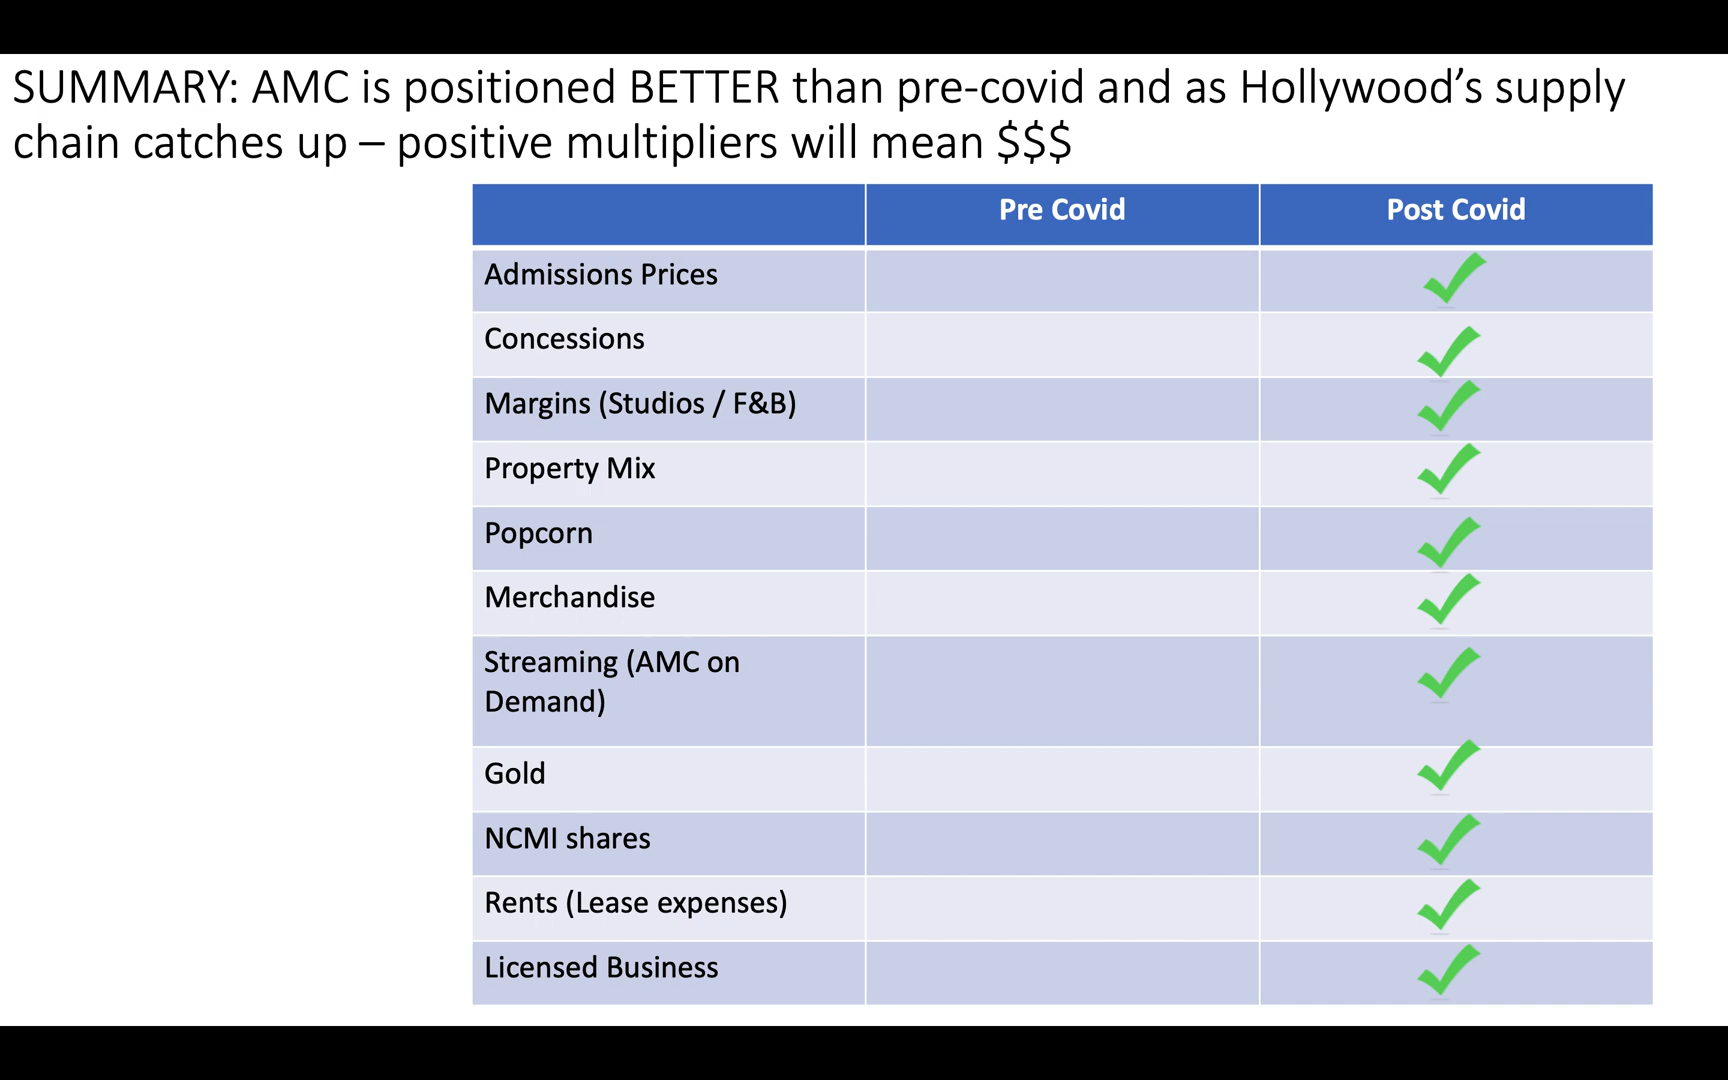 SUMMARY: AMC is positioned BETTER than pre-covid and as Hollywood’s supply
chain catches up – positive multipliers will mean $$$
Pre Covid
Post Covid
Admissions Prices
Concessions
Margins (Studios / F&B)
Property Mix
Popcorn
Merchandise
Streaming (AMC on
Demand)
Gold
NCMI shares
Rents (Lease expenses)
Licensed Business